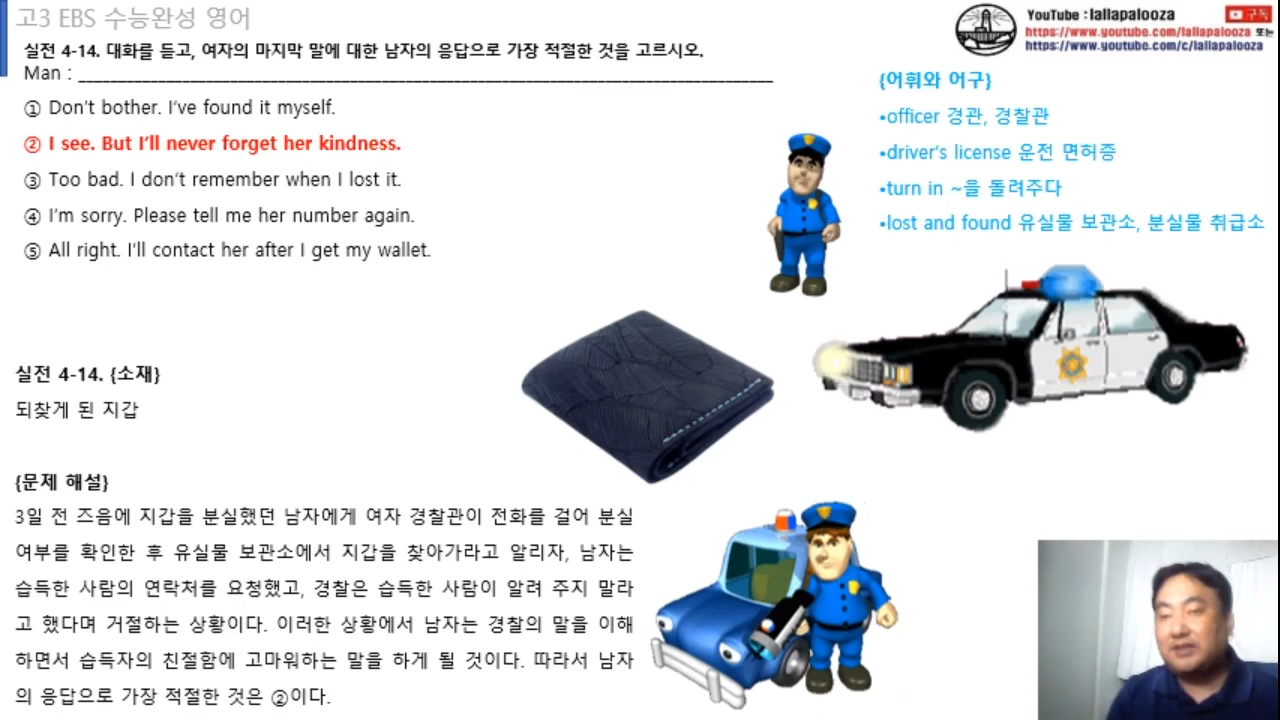 고3 EBS 수능완성 영어
YouTube : lallapalooza
구독
https://www.youtube.com/lallapalooza 또는
https://www.youtube.com/c/lallapalooza
실전 4-14. 대화를 듣고, 여자의 마지막 말에 대한 남자의 응답으로 가장 적절한 것을 고르시오.
Man : ______________________________________________________________________
① Don’t bother. I’ve found it myself.
② I see. But I’ll never forget her kindness.
③ Too bad. I don’t remember when I lost it.
④ I’m sorry. Please tell me her number again.
⑤ All right. I’ll contact her after I get my wallet.
{어휘와 어구}
•officer 경관, 경찰관
•driver’s license 운전 면허증
•turn in ~을 돌려주다
•lost and found 유실물 보관소, 분실물 취급소
실전 4-14. {소재}
되찾게 된 지갑
{문제 해설}
3일 전 즈음에 지갑을 분실했던 남자에게 여자 경찰관이 전화를 걸어 분실
여부를 확인한 후 유실물 보관소에서 지갑을 찾아가라고 알리자, 남자는
습득한 사람의 연락처를 요청했고, 경찰은 습득한 사람이 알려 주지 말라
고 했다며 거절하는 상황이다. 이러한 상황에서 남자는 경찰의 말을 이해
하면서 습득자의 친절함에 고마워하는 말을 하게 될 것이다. 따라서 남자
의 응답으로 가장 적절한 것은 ②이다.